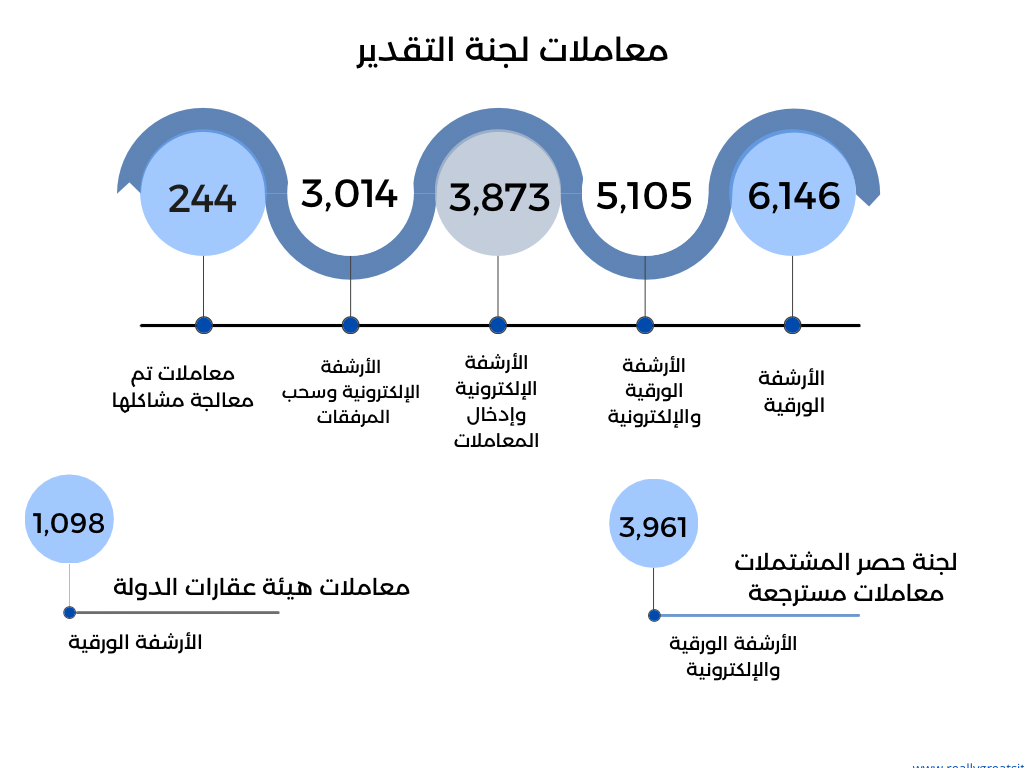 معاملات لجنة التقدير
6,146
5,105
3,873
3,014
244
الأرشفة
الورقية
الأرشفة
الورقية
والإلكترونية
الأرشفة
الإلكترونية
وإدخال
المعاملات
الأرشفة
الإلكترونية وسحب
المرفقات
معاملات تم
معالجة مشاكلها
3,961
لجنة حصر المشتملات
معاملات مسترجعة
الأرشفة الورقية
والإلكترونية
1,098
معاملات هيئة عقارات الدولة
الأرشفة الورقية